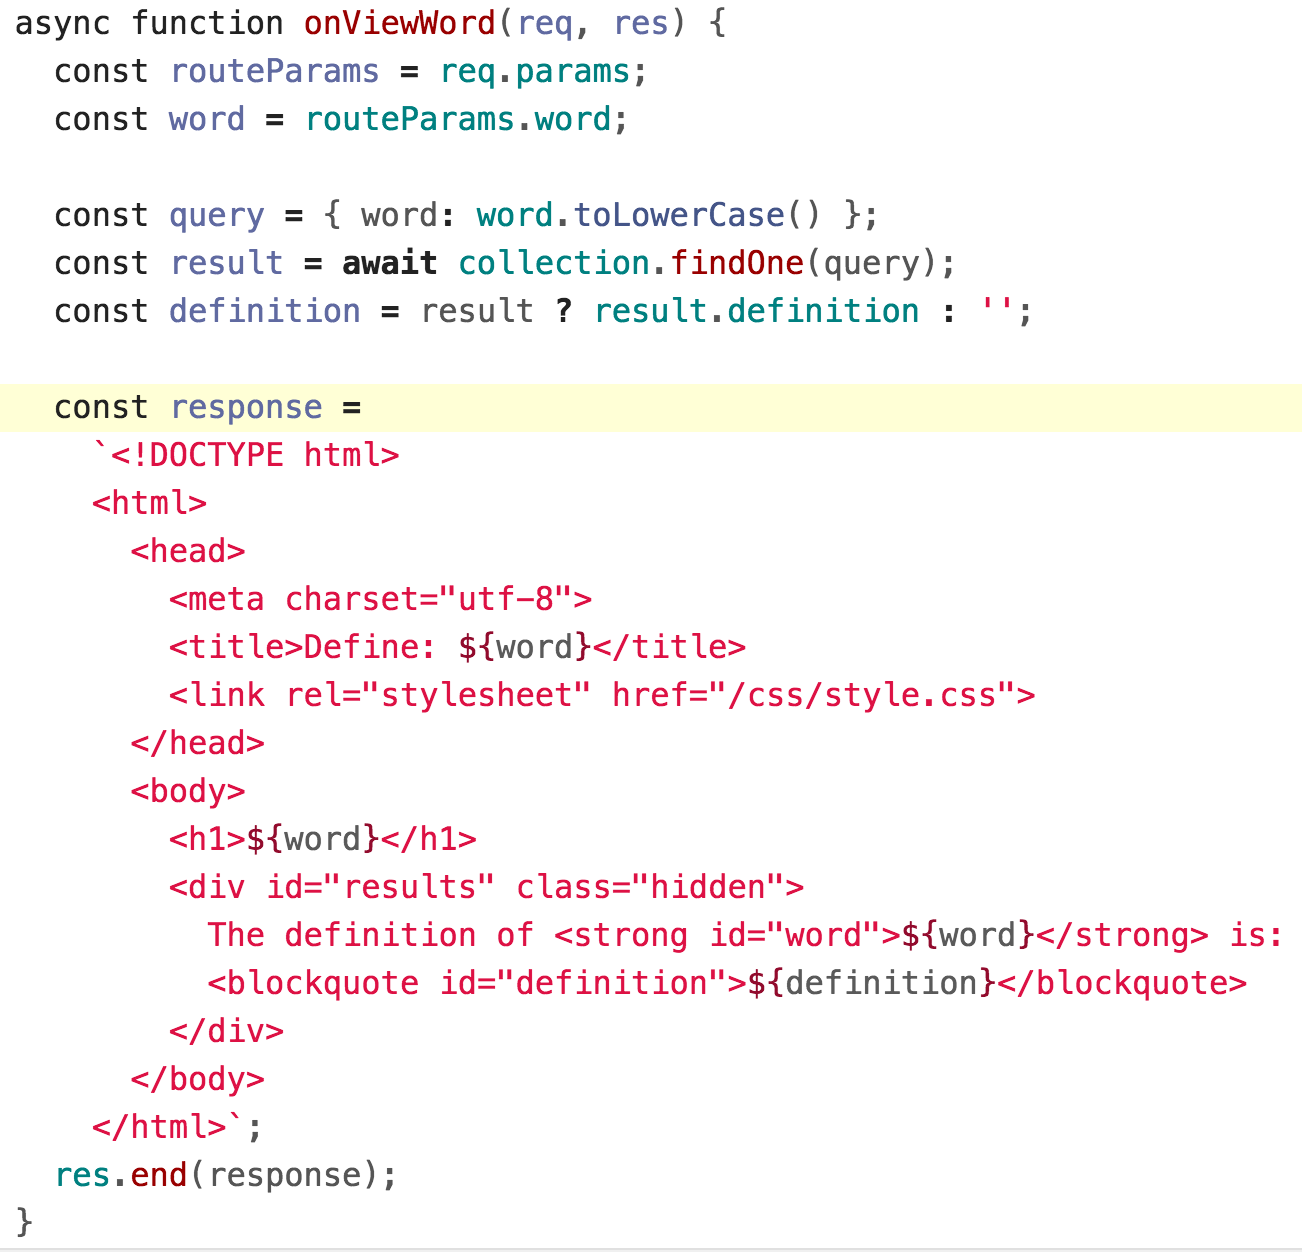 async function onViewWord(req, res) {
  const routeParams = req.params;
  const word = routeParams.word;

  const query = { word: word.toLowerCase() };
  const result = await collection.findOne(query);
  const definition = result ? result.definition : '';

  const response =
    `<!DOCTYPE html>
    <html>
      <head>
        <meta charset="utf-8">
        <title>Define: ${word}</title>
        <link rel="stylesheet" href="/css/style.css">
      </head>
      <body>
        <h1>${word}</h1>
        <div id="results" class="hidden">
          The definition of <strong id="word">${word}</strong> is:
          <blockquote id="definition">${definition}</blockquote>
        </div>
      </body>
    </html>`;
  res.end(response);
}